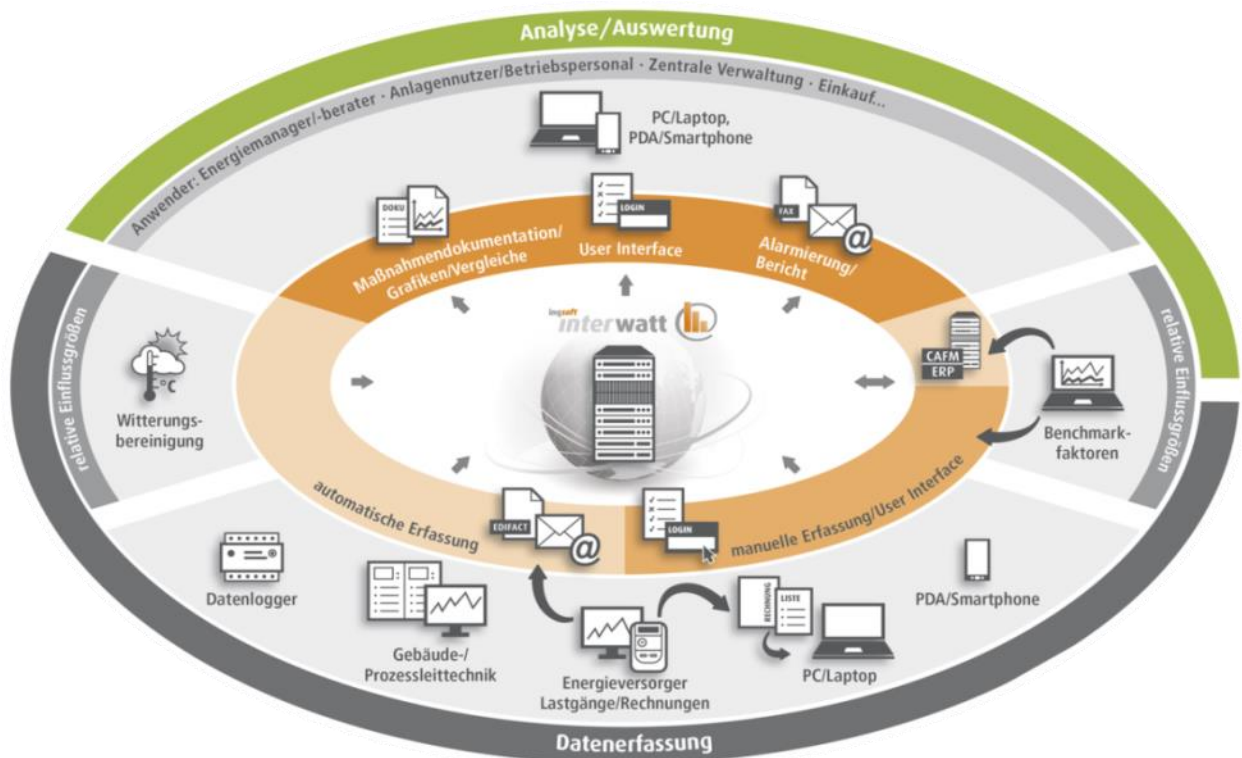 Analyse/Auswertung
Anwender: Energiemanager/-berater · Anlagennutzer/Betriebspersonal · Zentrale Verwaltung · Einkauf...
PC/Laptop,
PDA/Smartphone
DOKU
LOGIN
FAX
@
Maßnahmendokumentation/
Grafiken/Vergleiche
User Interface
Alarmierung/
Bericht
ingsoft
interwatt
relative Einflussgrößen
°C
Witterungs-
bereinigung
CAFM
ERP
Benchmark-
faktoren
relative Einflussgrößen
automatische Erfassung
EDIFACT
@
LOGIN
manuelle Erfassung/User Interface
Datenlogger
Gebäude-/
Prozessleittechnik
Energieversorger
Lastgänge/Rechnungen
RECHNUNG
LISTE
PC/Laptop
PDA/Smartphone
Datenerfassung